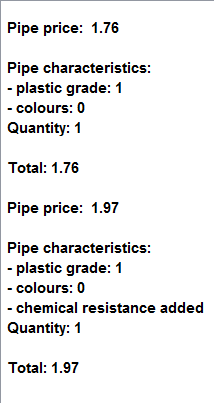 Pipe price:  1.76
Pipe characteristics:
- plastic grade: 1
- colours: 0
Quantity: 1
Total: 1.76
Pipe price:  1.97
Pipe characteristics:
- plastic grade: 1
- colours: 0
- chemical resistance added
Quantity: 1
Total: 1.97